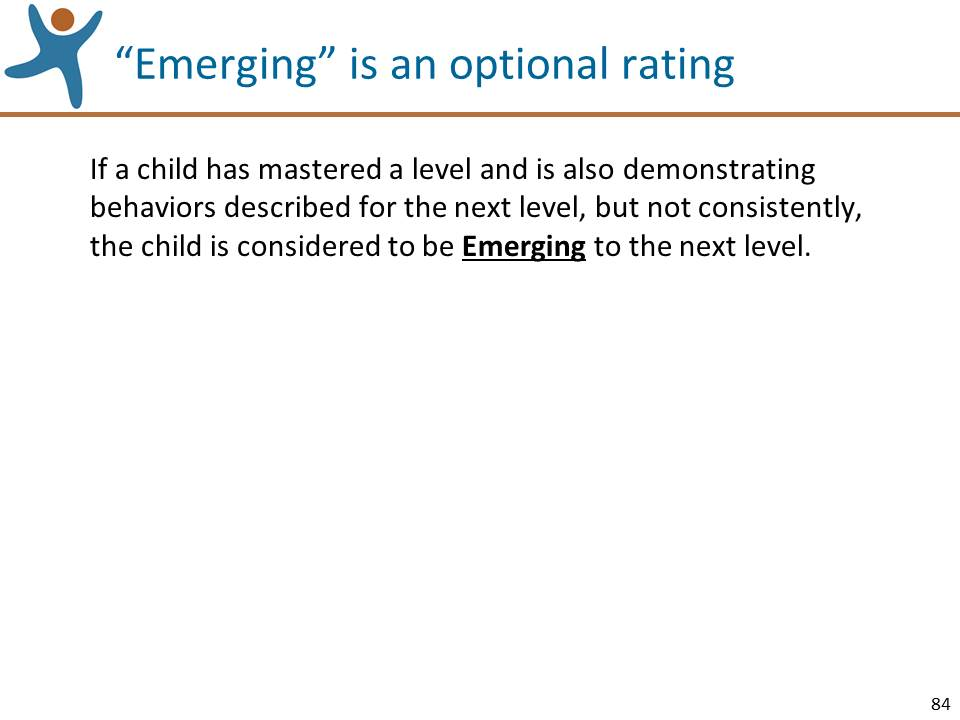 “Emerging” is an optional rating
If a child has mastered a level and is also demonstrating
behaviors described for the next level, but not consistently,
the child is considered to be Emerging to the next level.
84